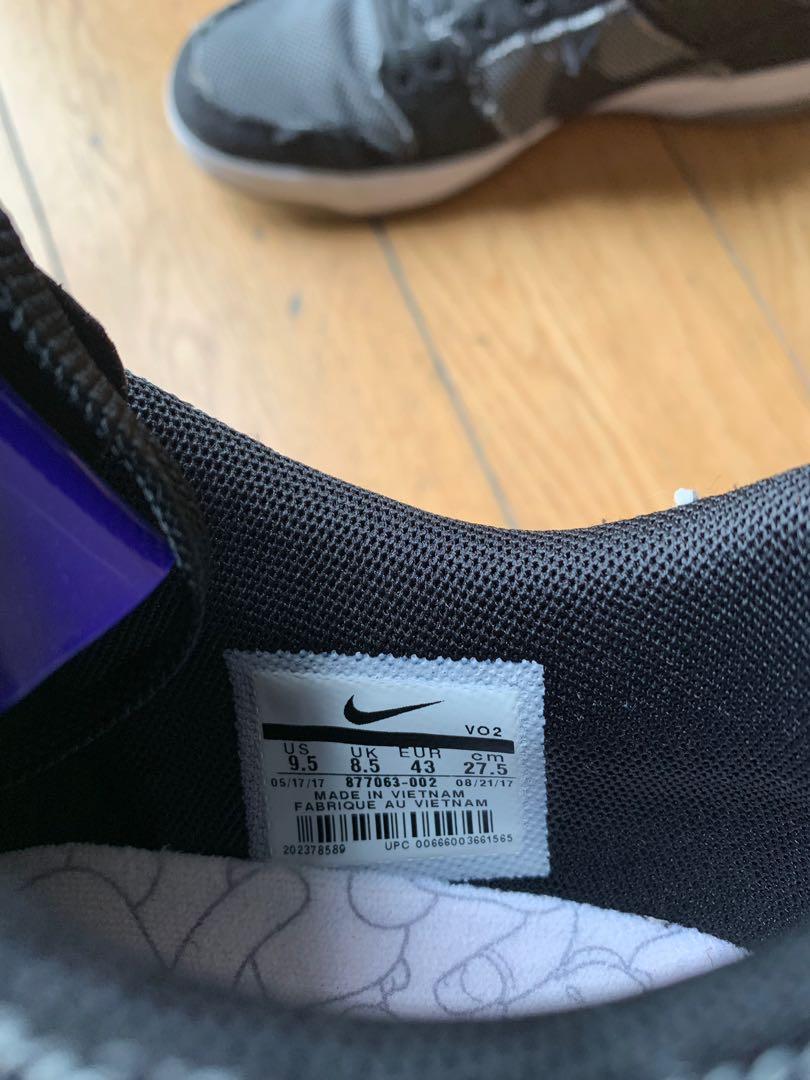 VO2
US UK EUR cm
9.5 8.5 43 27.5
05/17/17 877063-002 08/21/17
MADE IN VIETNAM
FABRIQUE AU VIETNAM
202378589 UPC 00666003661565